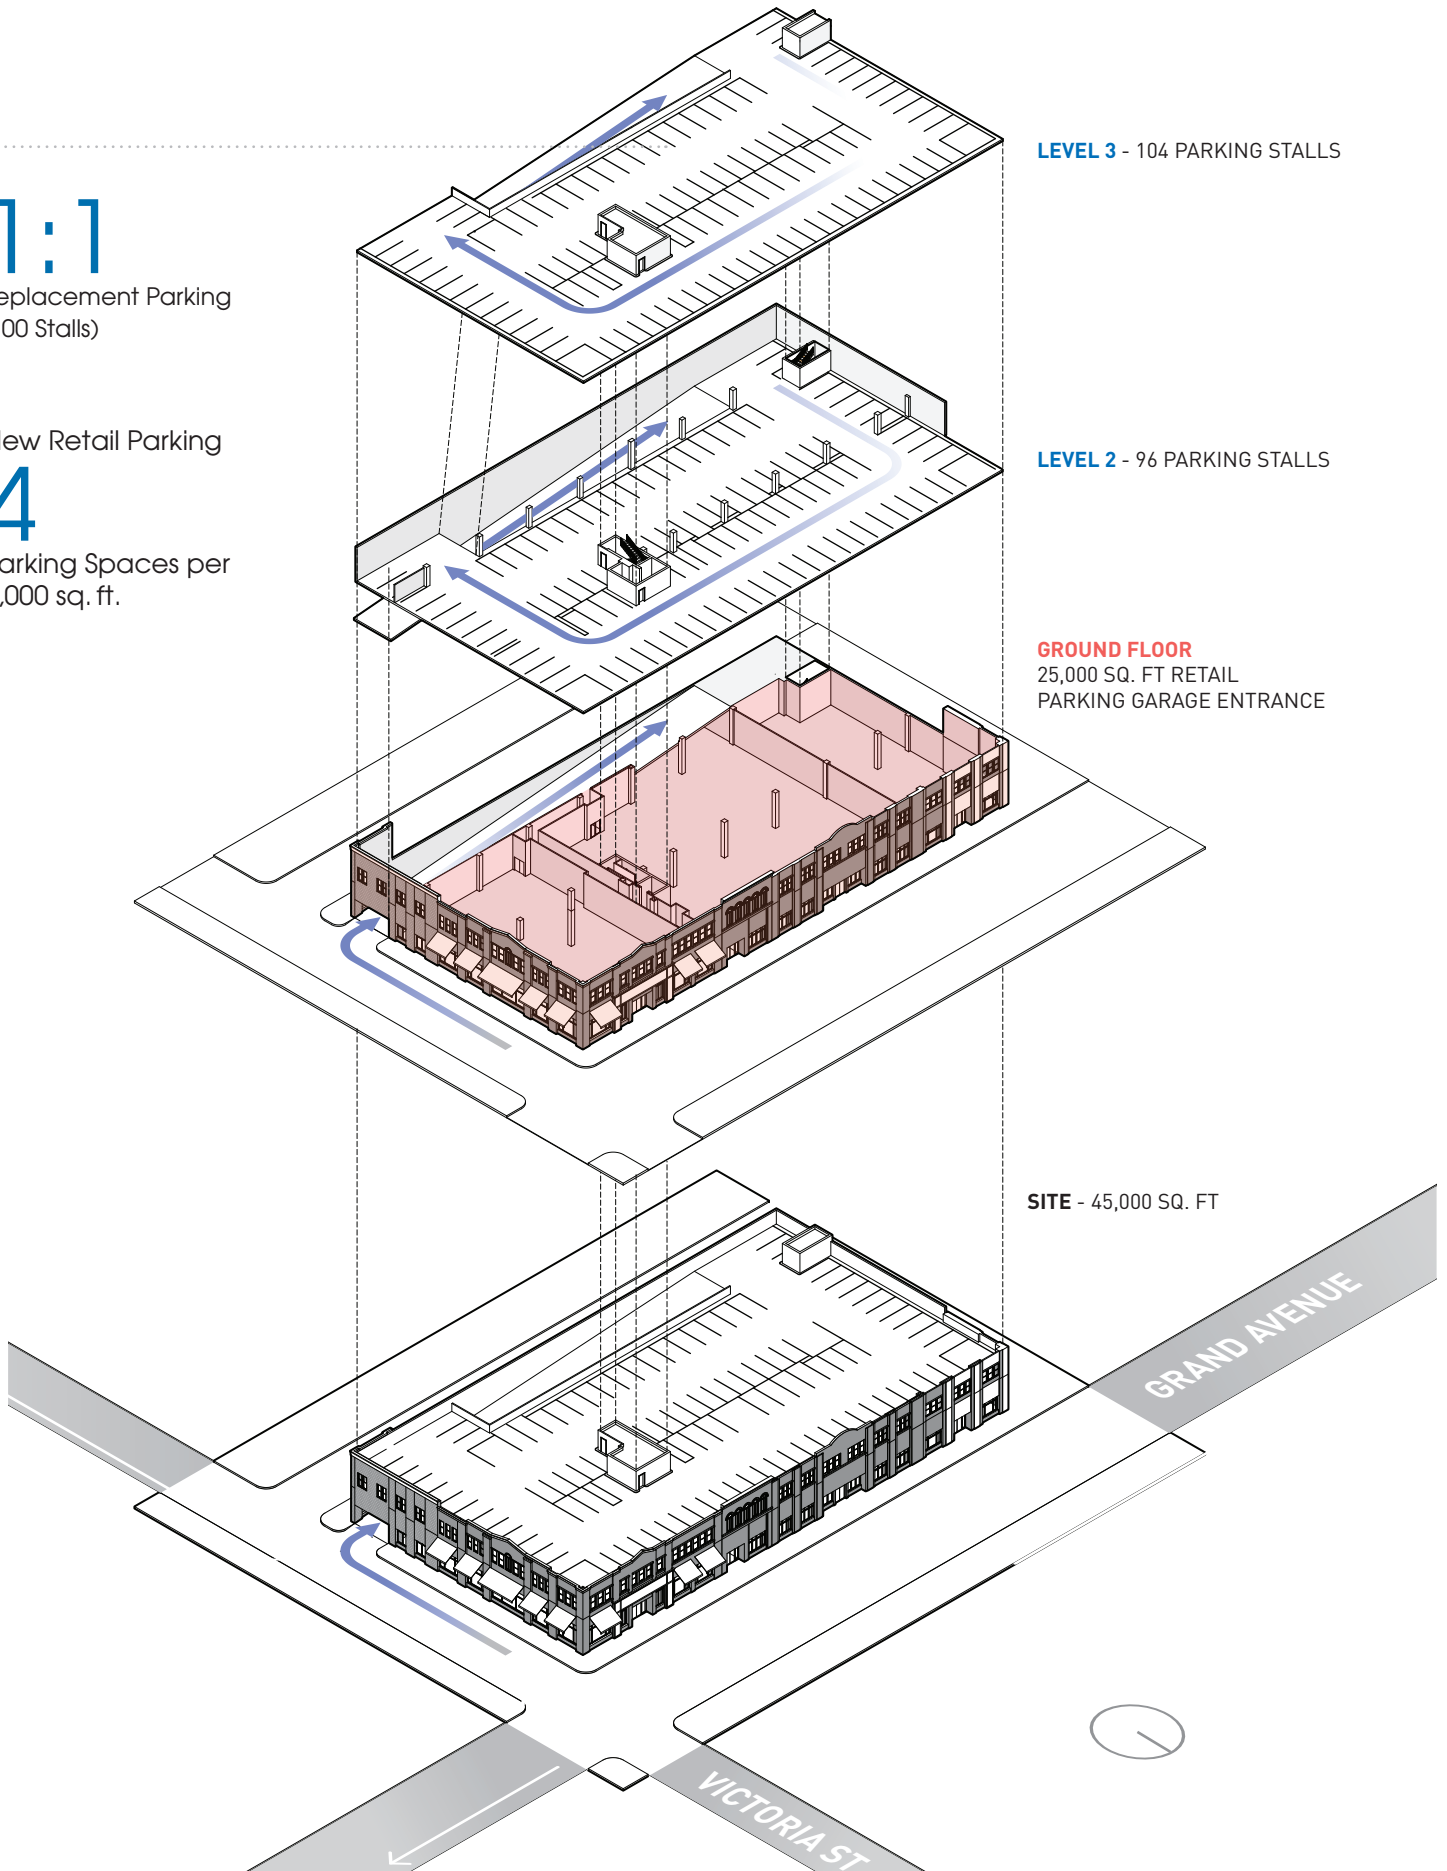 LEVEL 3 - 104 PARKING STALLS
1:1
eplacement Parking
00 Stalls)
ew Retail Parking
4
arking Spaces per
,000 sq. ft.
LEVEL 2 - 96 PARKING STALLS
GROUND FLOOR
25,000 SQ. FT RETAIL
PARKING GARAGE ENTRANCE
SITE - 45,000 SQ. FT
GRAND AVENUE
VICTORIA ST